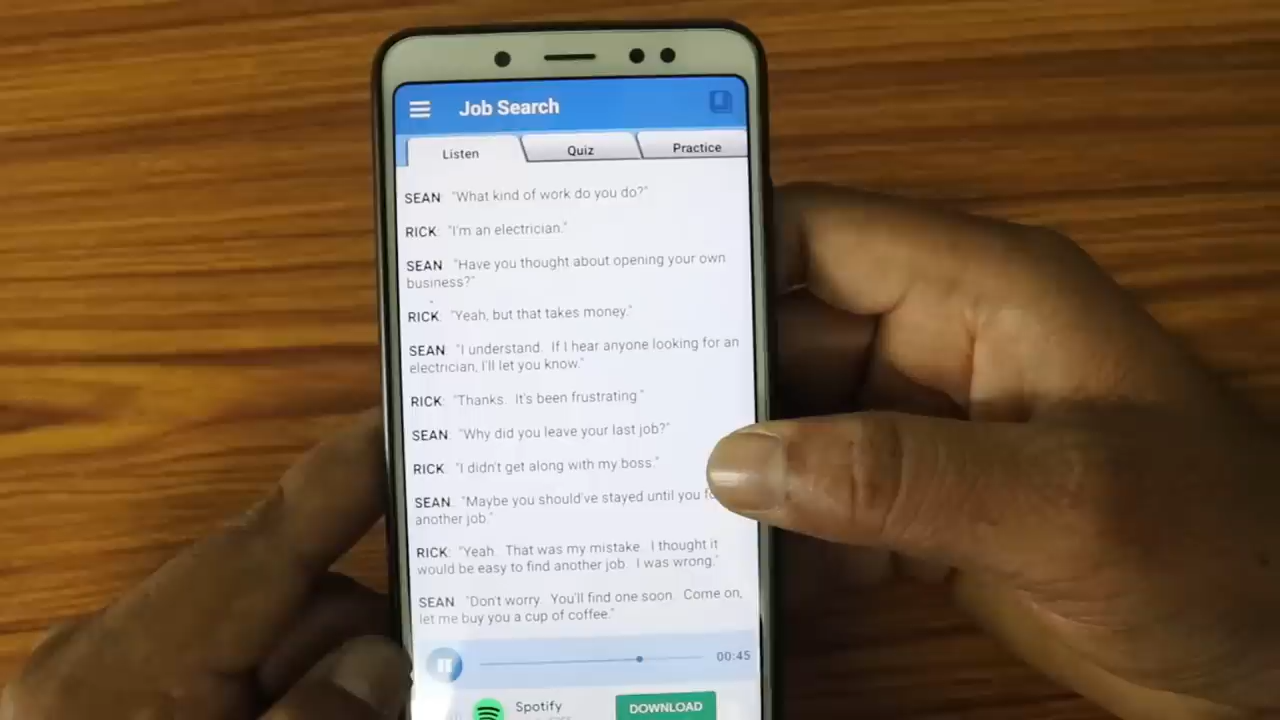 Job Search
Listen
Quiz
Practice
SEAN: "What kind of work do you do?"
RICK: "I'm an electrician."
SEAN: "Have you thought about opening your own
business?"
RICK: "Yeah, but that takes money."
SEAN: "I understand. If I hear anyone looking for an
electrician, I'll let you know."
RICK: "Thanks. It's been frustrating."
SEAN: "Why did you leave your last job?"
RICK: "I didn't get along with my boss."
SEAN: "Maybe you should've stayed until you
another job."
RICK: "Yeah. That was my mistake. I thought it
would be easy to find another job. I was wrong."
SEAN: "Don't worry. You'll find one soon. Come on,
let me buy you a cup of coffee."
00:45
Spotify
DOWNLOAD